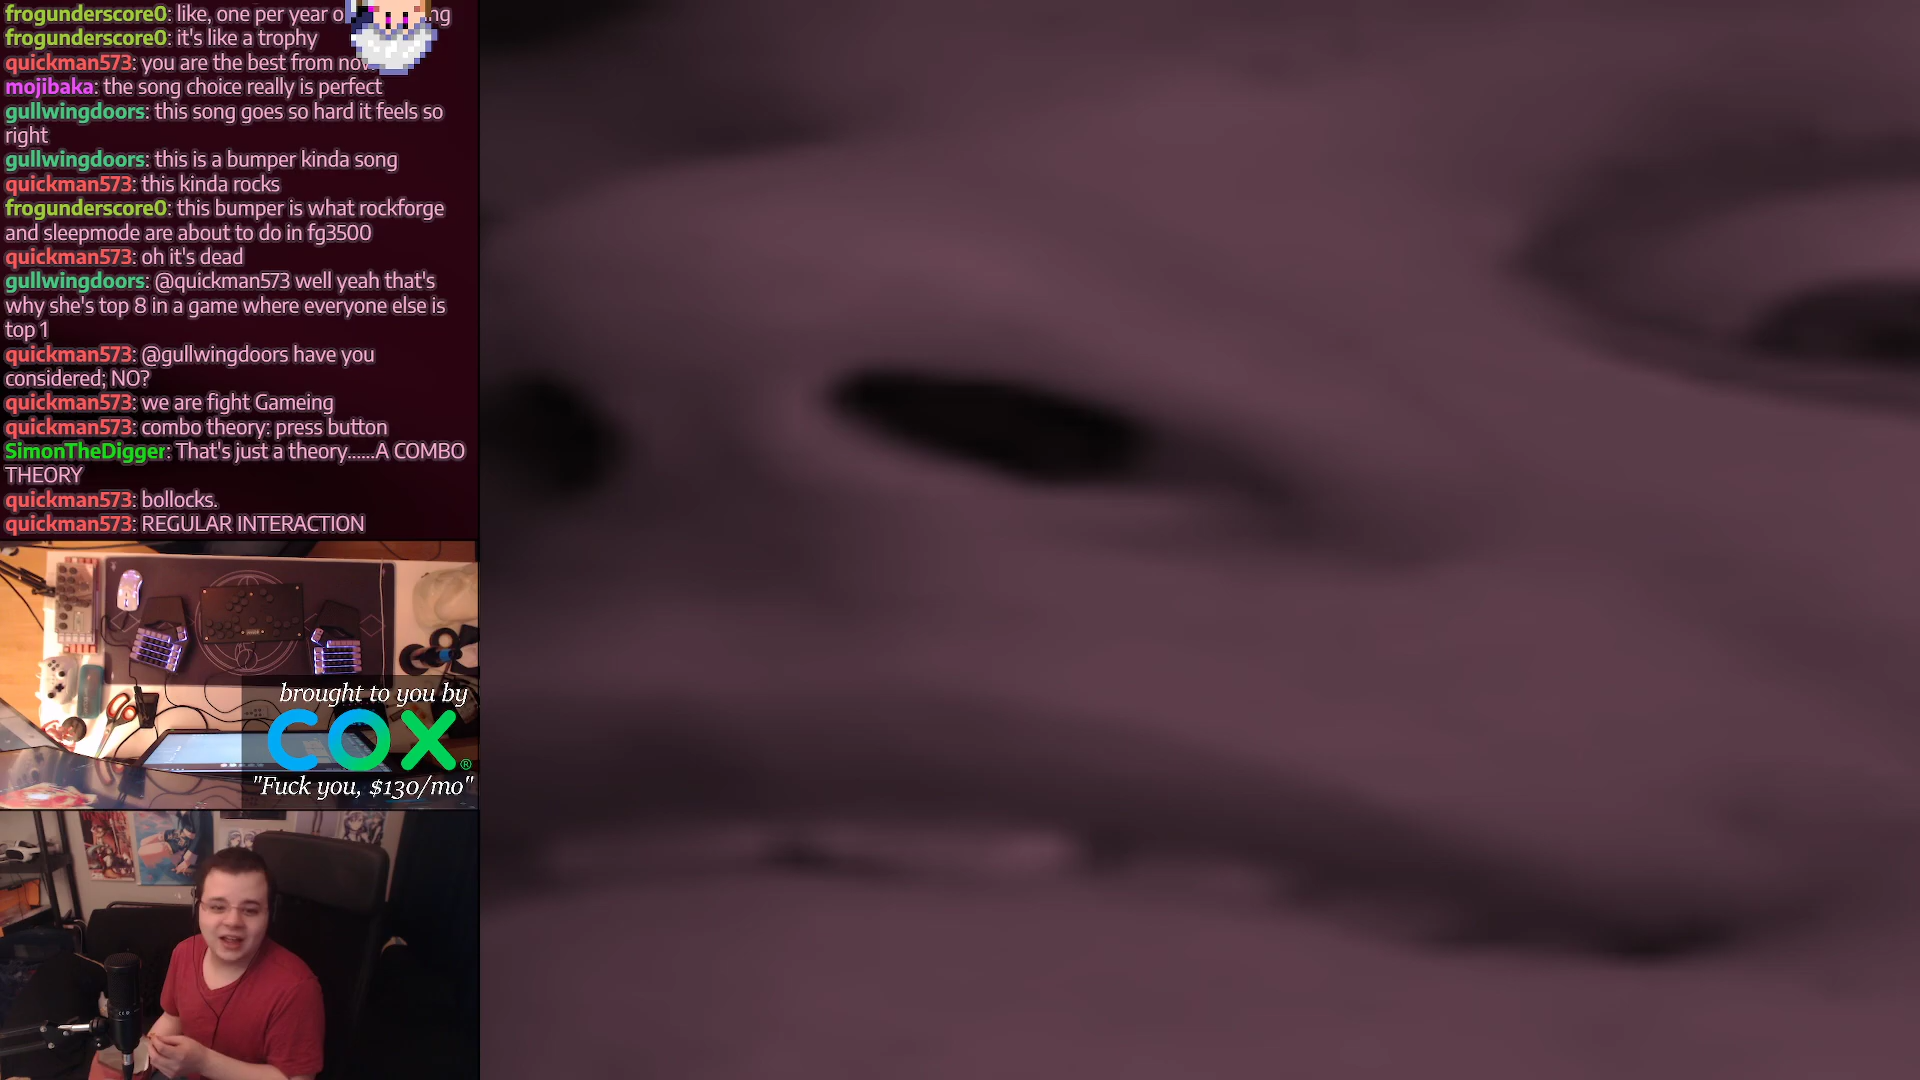 frogunderscore0: like, one per year o ng
frogunderscore0: it's like a trophy
quickman573: you are the best from now
mojibaka: the song choice really is perfect
gullwingdoors: this song goes so hard it feels so
right
gullwingdoors: this is a bumper kinda song
quickman573: this kinda rocks
frogunderscore0: this bumper is what rockforge
and sleepmode are about to do in fg3500
quickman573: oh it's dead
gullwingdoors: @quickman573 well yeah that's
why she's top 8 in a game where everyone else is
top 1
quickman573: @gullwingdoors have you
considered; NO?
quickman573: we are fight Gameing
quickman573: combo theory: press button
SimonTheDigger: That's just a theory......A COMBO
THEORY
quickman573: bollocks.
quickman573: REGULAR INTERACTION
brought to you by
COX®
"Fuck you, $130/mo"